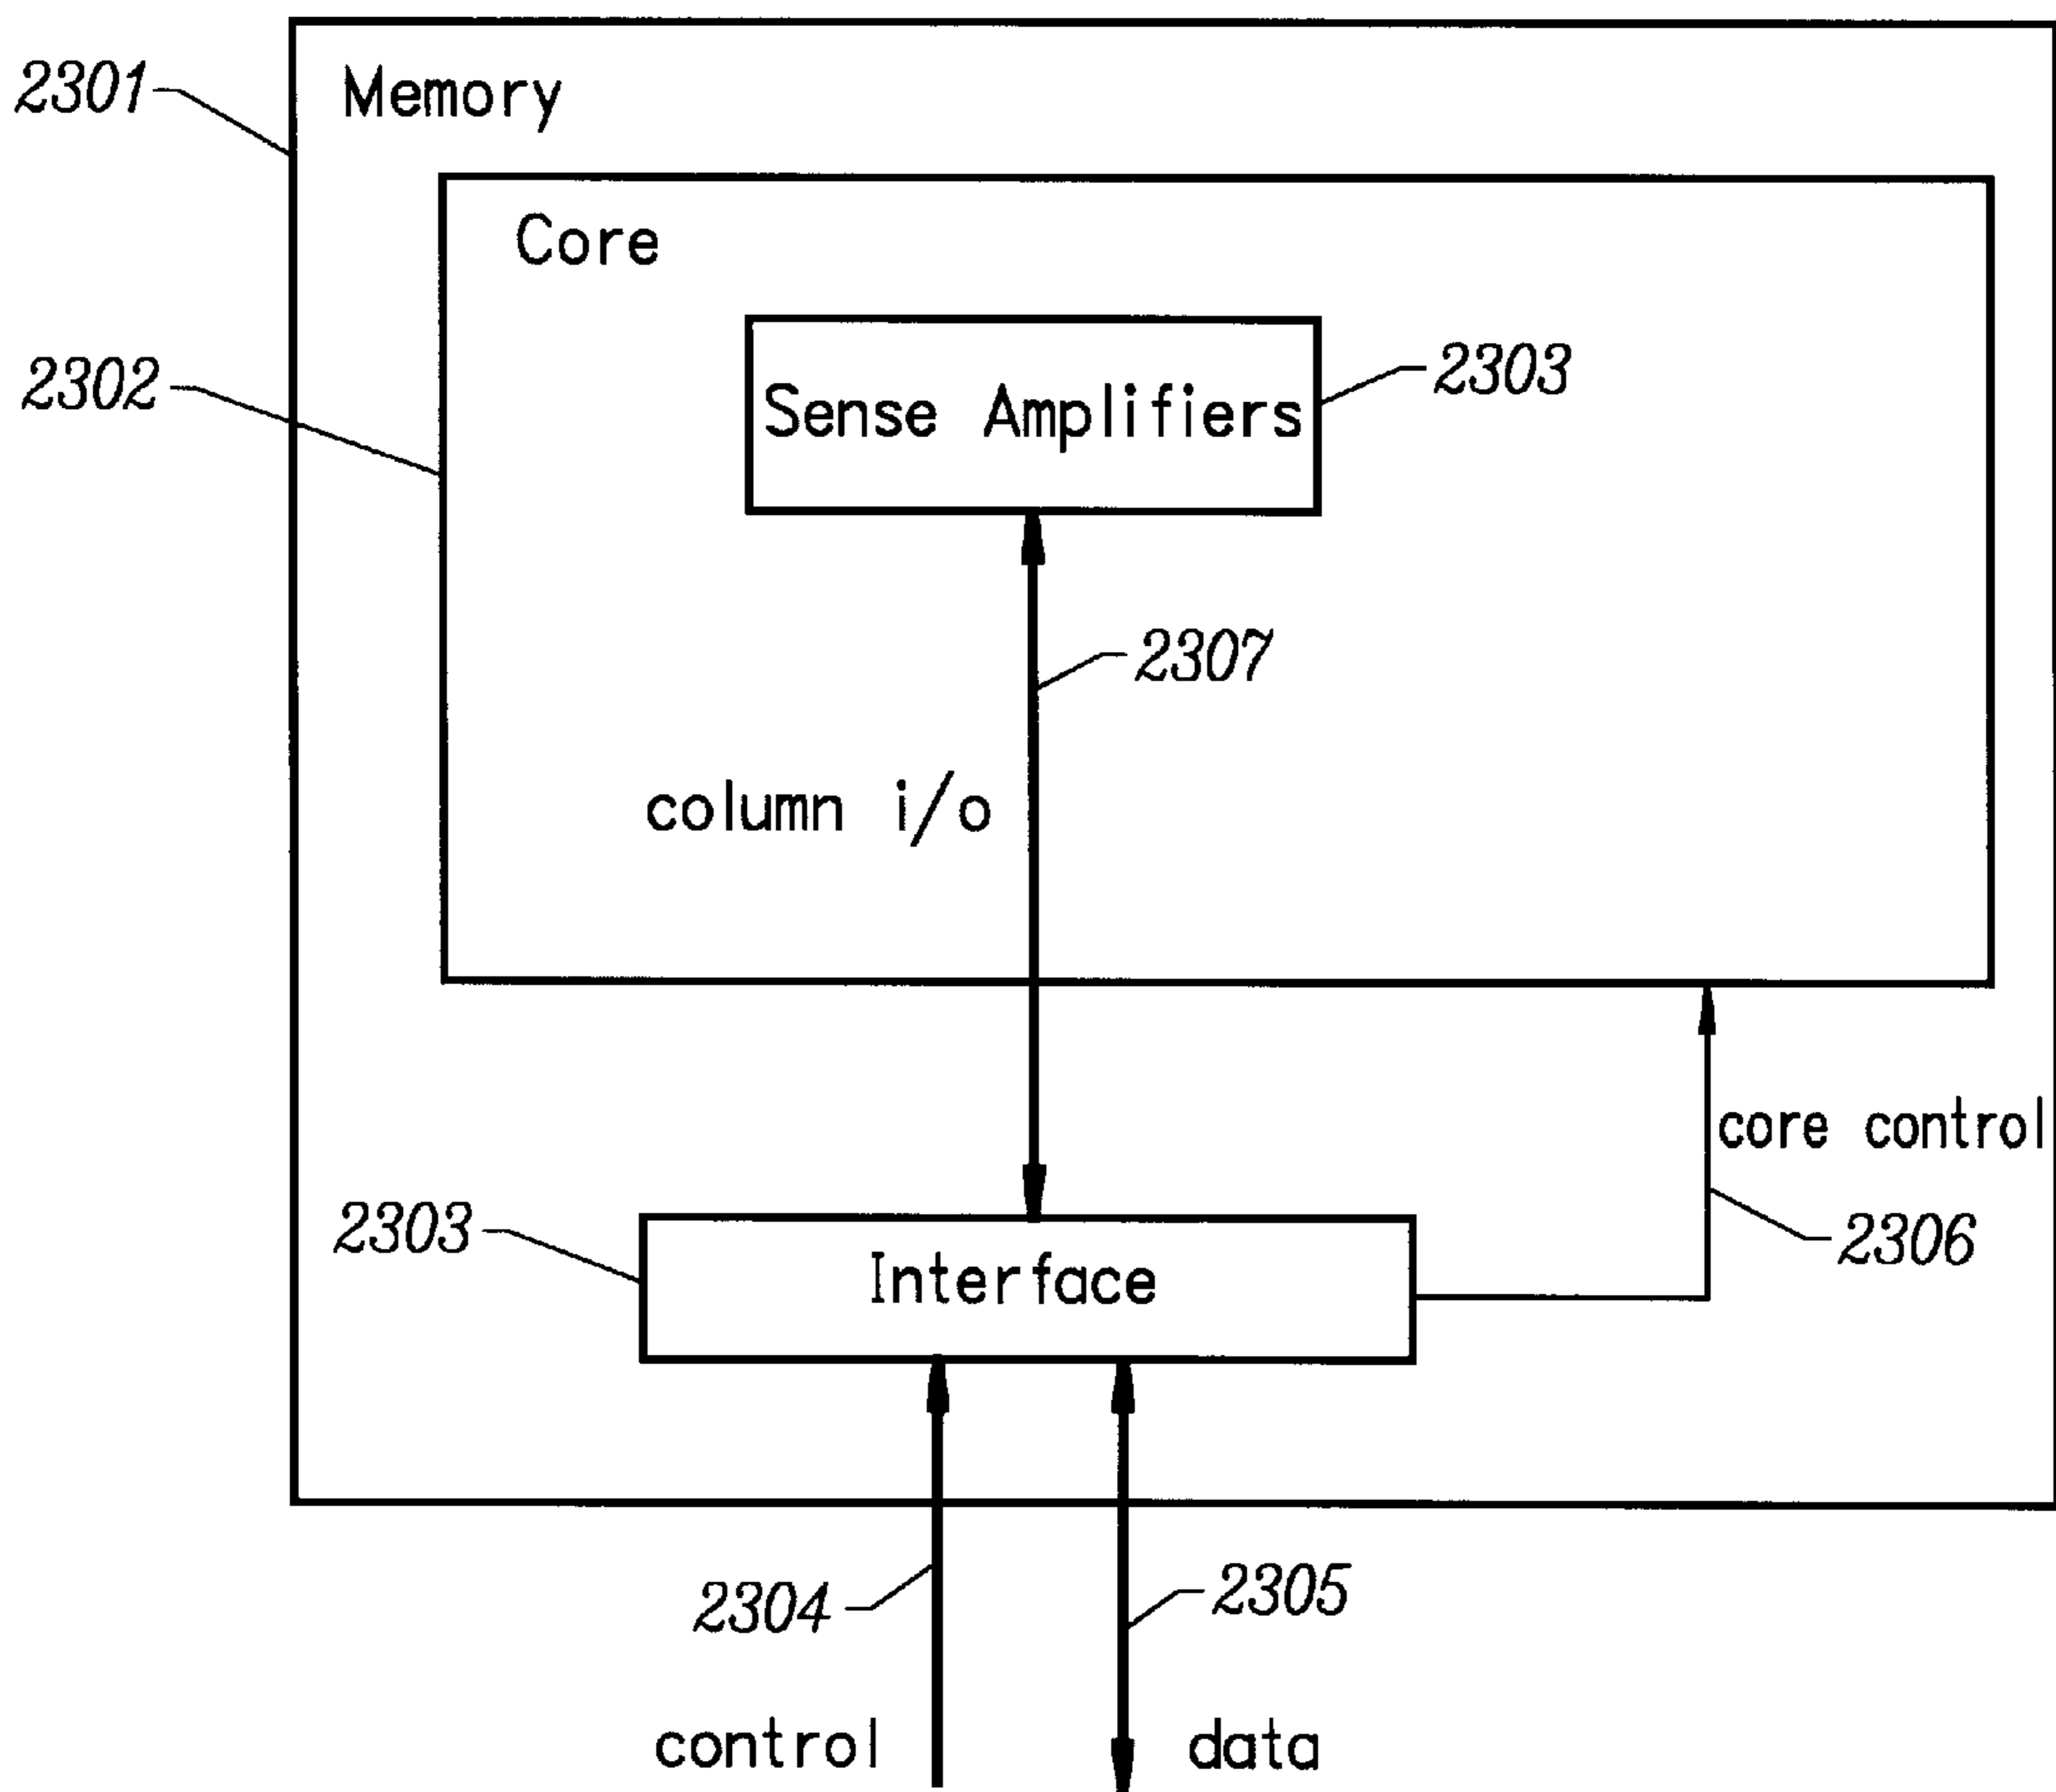 2301
Memory
Core
2302
2303
Sense Amplifiers
2307
column i/o
core control
2303
2306
Interface
2304
2305
control
data